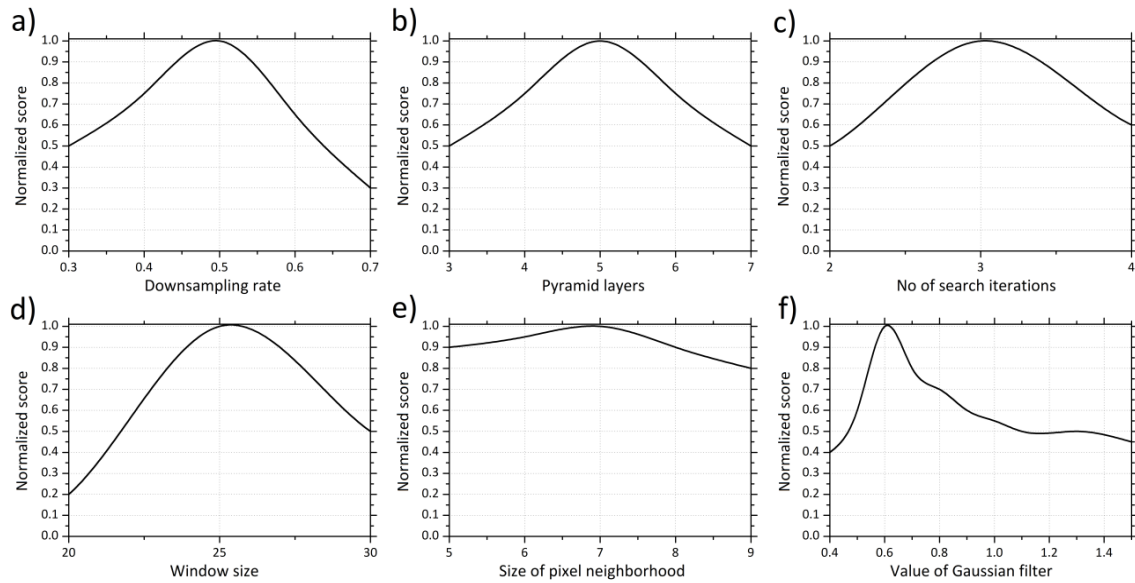 a)
Normalized score
1.0
0.9
0.8
0.7
0.6
0.5
0.4
0.3
0.2
0.1
0.0
0.3 0.4 0.5 0.6 0.7
Downsampling rate
b)
Normalized score
1.0
0.9
0.8
0.7
0.6
0.5
0.4
0.3
0.2
0.1
0.0
3 4 5 6 7
Pyramid layers
c)
Normalized score
1.0
0.9
0.8
0.7
0.6
0.5
0.4
0.3
0.2
0.1
0.0
2 3 4
No of search iterations
d)
Normalized score
1.0
0.9
0.8
0.7
0.6
0.5
0.4
0.3
0.2
0.1
0.0
20 25 30
Window size
e)
Normalized score
1.0
0.9
0.8
0.7
0.6
0.5
0.4
0.3
0.2
0.1
0.0
5 6 7 8 9
Size of pixel neighborhood
f)
Normalized score
1.0
0.9
0.8
0.7
0.6
0.5
0.4
0.3
0.2
0.1
0.0
0.4 0.6 0.8 1.0 1.2 1.4
Value of Gaussian filter